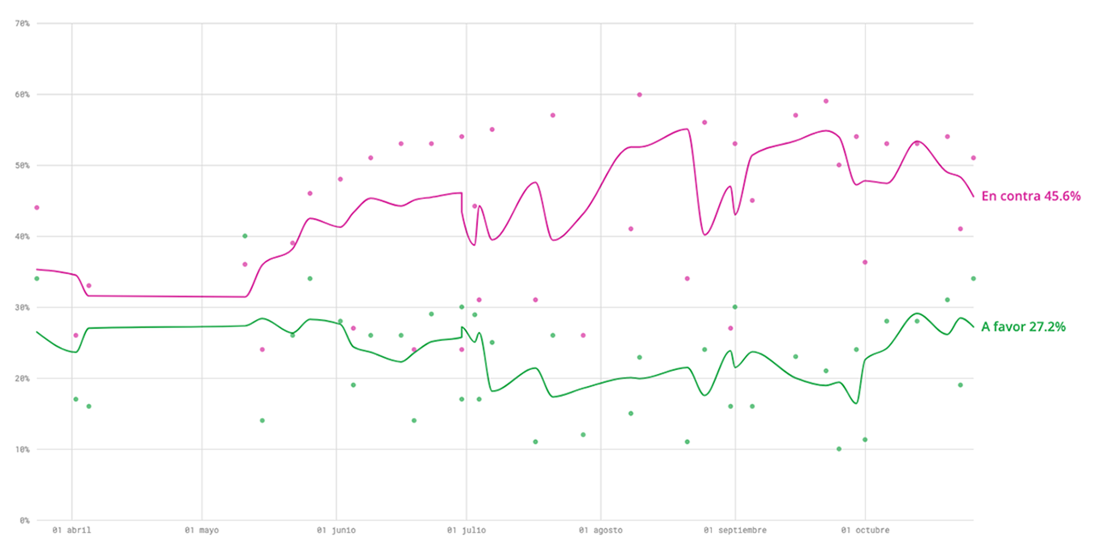 70%
60%
50%
40%
30%
20%
10%
0%
En contra 45.6%
A favor 27.2%
01 abril
01 mayo
01 junio
01 julio
01 agosto
01 septiembre
01 octubre